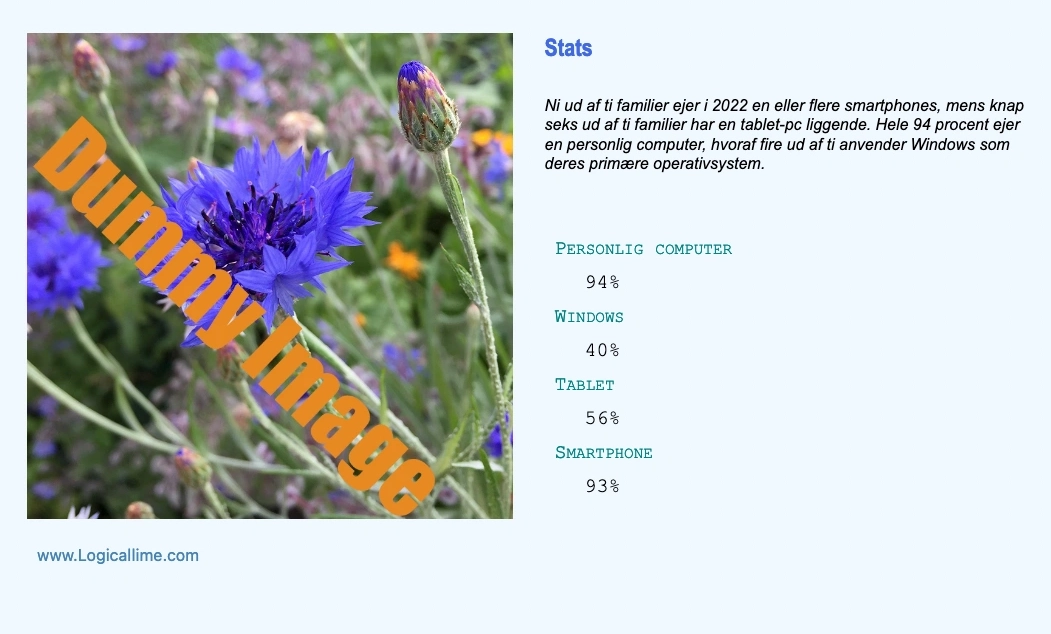 Dummy Image
www.Logicallime.com
Stats
Ni ud af ti familier ejer i 2022 en eller flere smartphones, mens knap
seks ud af ti familier har en tablet-pc liggende. Hele 94 procent ejer
en personlig computer, hvoraf fire ud af ti anvender Windows som
deres primære operativsystem.
Personlig computer
94%
Windows
40%
Tablet
56%
Smartphone
93%